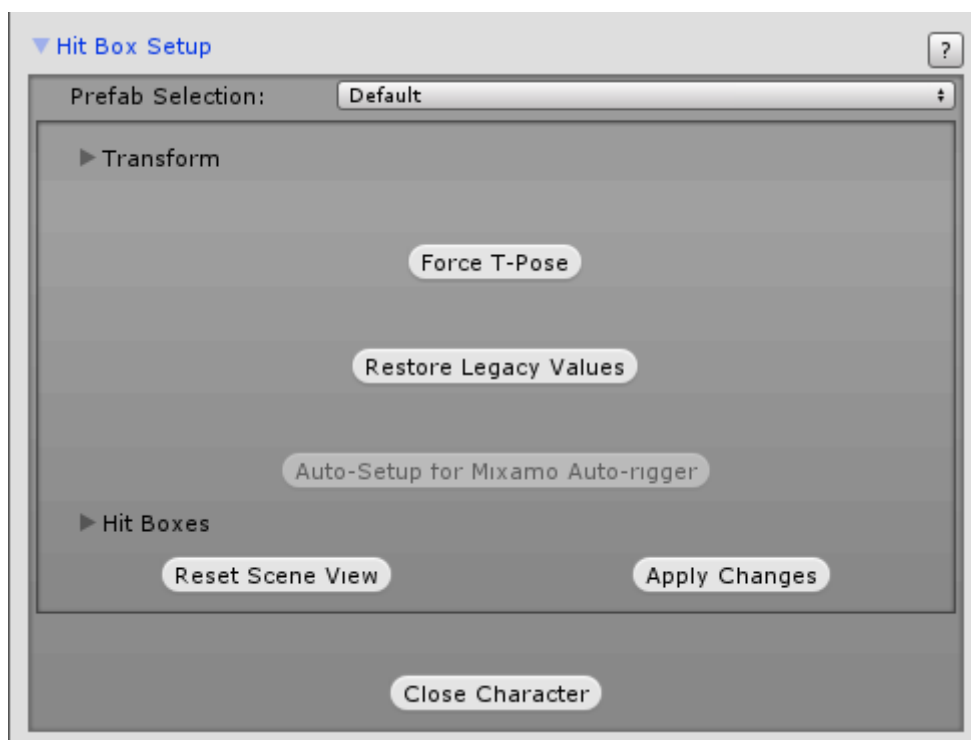 Hit Box Setup
?
Prefab Selection: Default
Transform
Force T-Pose
Restore Legacy Values
Auto-Setup for Mixamo Auto-rigger
Hit Boxes
Reset Scene View Apply Changes
Close Character